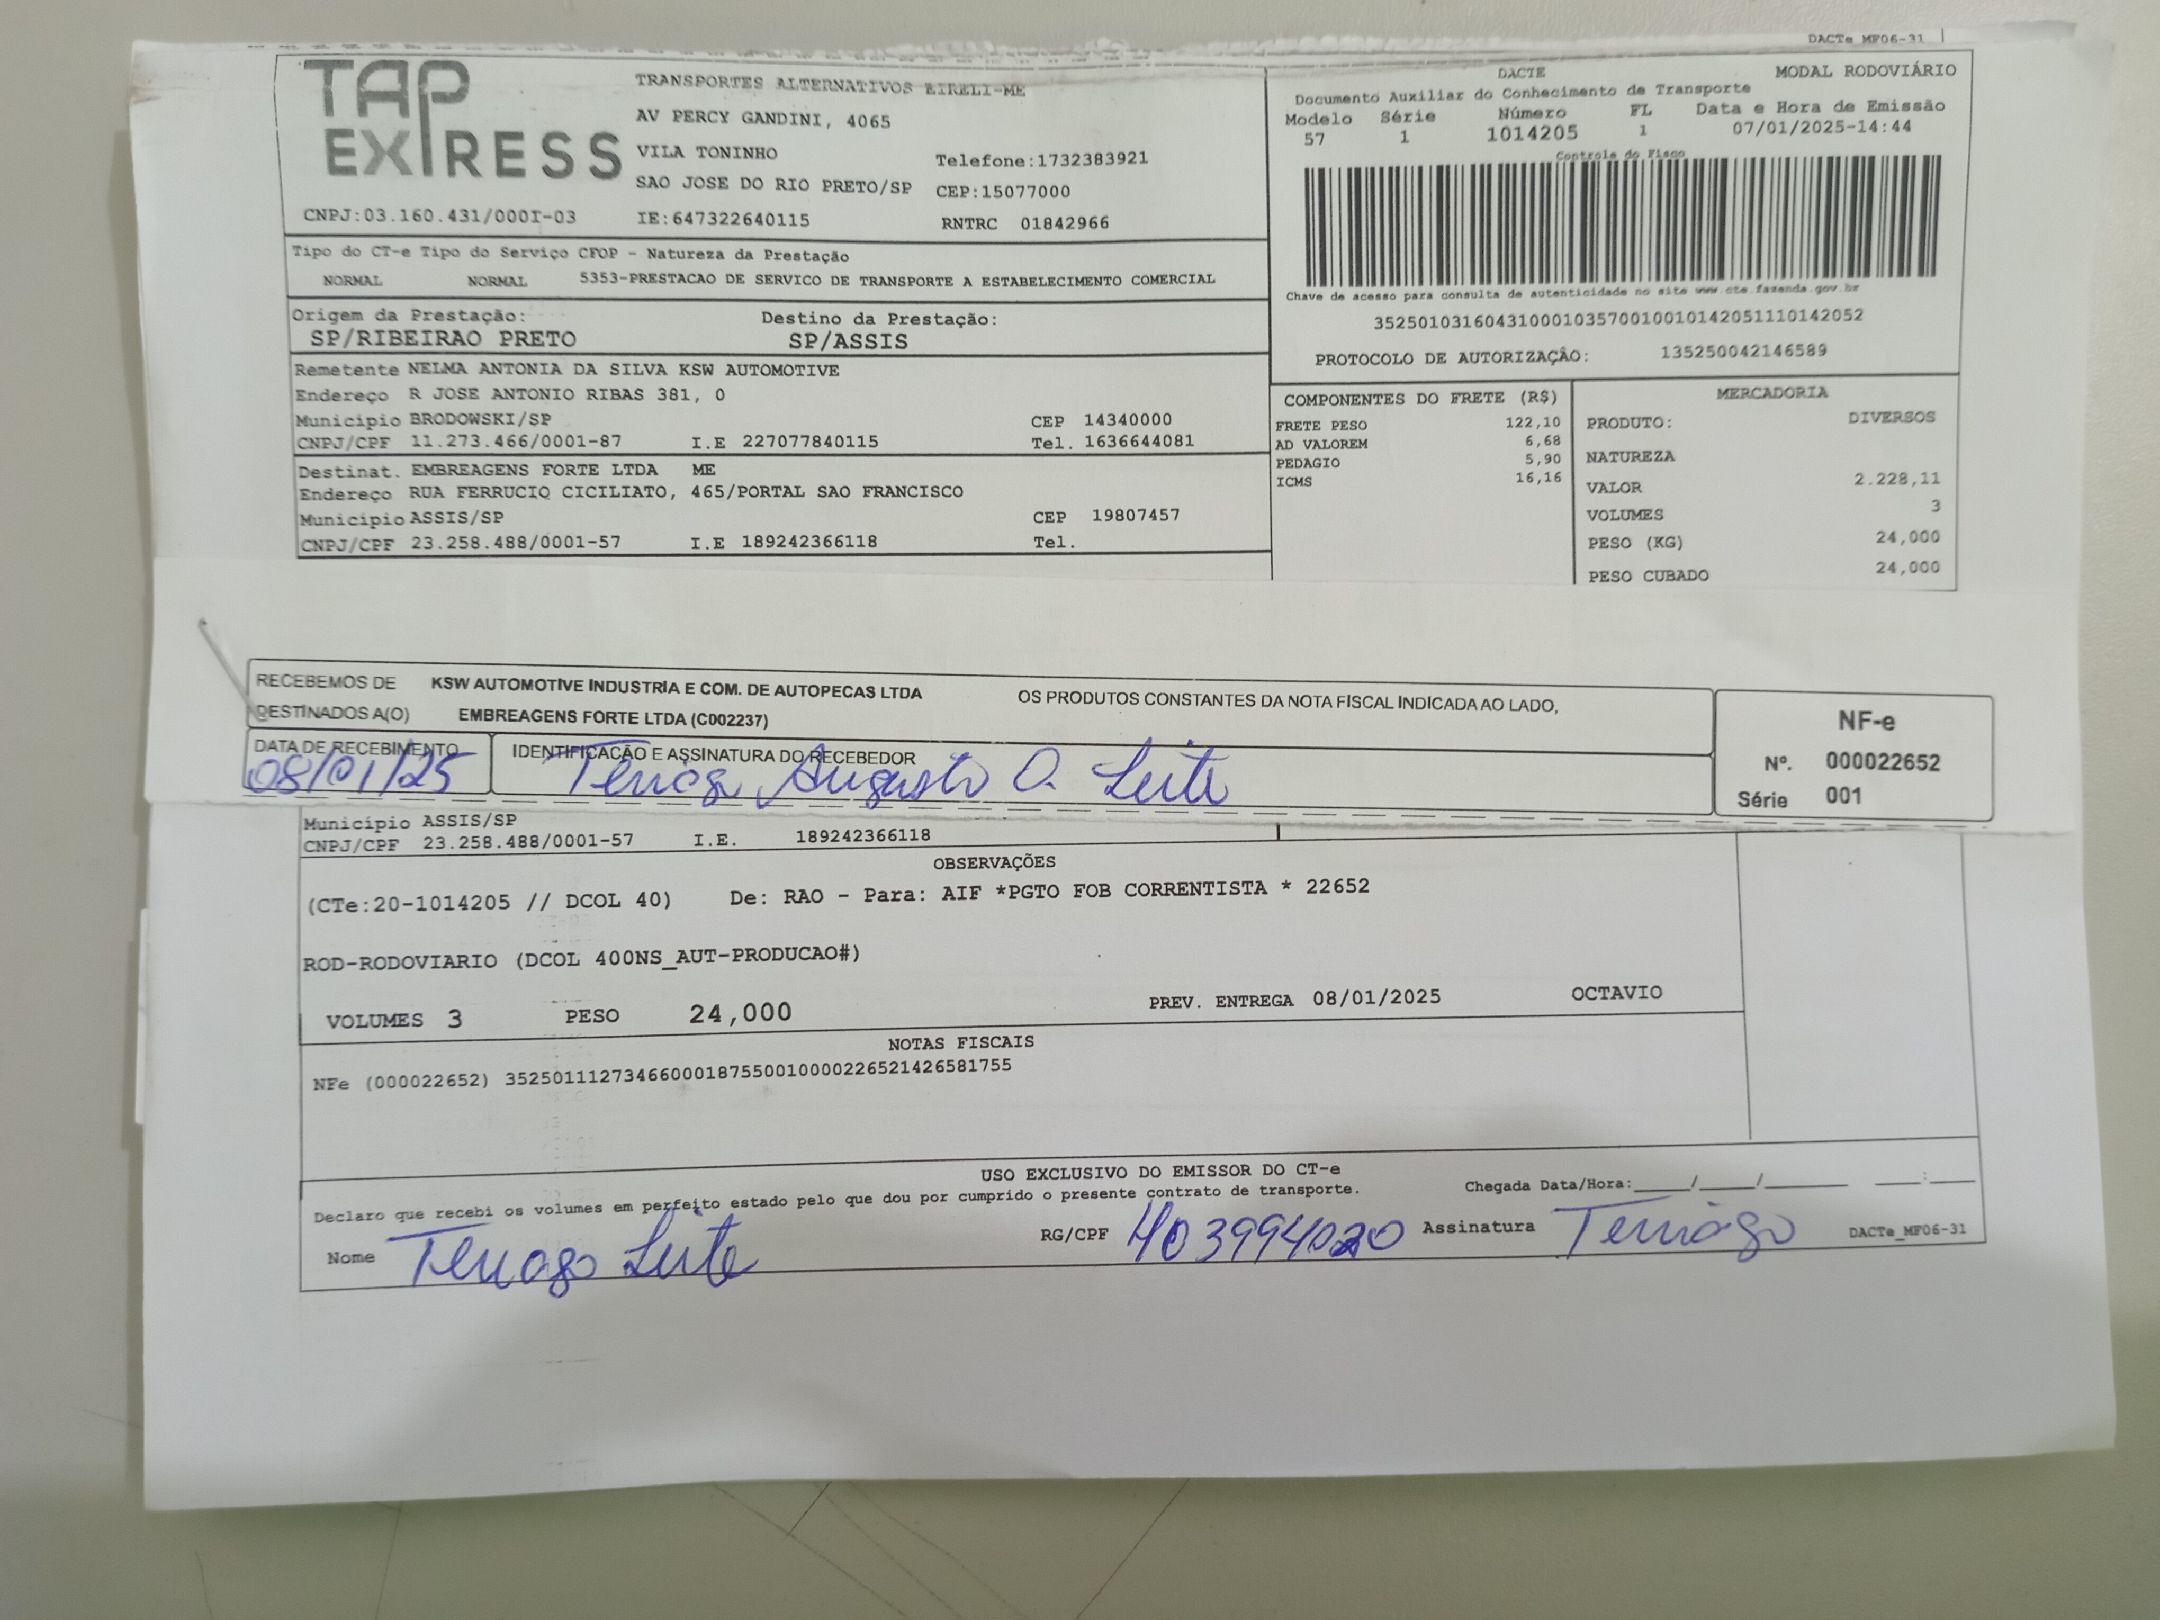 DACTe MF06-31
TAP EXPRESS
TRANSPORTES ALTERNATIVOS EIRELI-ME
AV PERCY GANDINI, 4065
VILA TONINHO Telefone:1732383921
SAO JOSE DO RIO PRETO/SP CEP:15077000
CNPJ:03.160.431/0001-03 IE:647322640115 RNTRC 01842966
DACTE MODAL RODOVIÁRIO
Documento Auxiliar do Conhecimento de Transporte
Modelo Série Número FL Data e Hora de Emissão
57 1 1014205 1 07/01/2025-14:44
Controle do Fisco
Chave de acesso para consulta de autenticidade no site www.cte.fazenda.gov.br
35250103160431000103570010010142051110142052
PROTOCOLO DE AUTORIZAÇÃO: 135250042146589
Tipo do CT-e Tipo do Serviço CFOP - Natureza da Prestação
NORMAL NORMAL 5353-PRESTACAO DE SERVICO DE TRANSPORTE A ESTABELECIMENTO COMERCIAL
Origem da Prestação: Destino da Prestação:
SP/RIBEIRAO PRETO SP/ASSIS
Remetente NELMA ANTONIA DA SILVA KSW AUTOMOTIVE
Endereço R JOSE ANTONIO RIBAS 381, 0
Município BRODOWSKI/SP CEP 14340000
CNPJ/CPF 11.273.466/0001-87 I.E 227077840115 Tel. 1636644081
Destinat. EMBREAGENS FORTE LTDA ME
Endereço RUA FERRUCIO CICILIATO, 465/PORTAL SAO FRANCISCO
Município ASSIS/SP CEP 19807457
CNPJ/CPF 23.258.488/0001-57 I.E 189242366118 Tel.
COMPONENTES DO FRETE (R$)
FRETE PESO 122,10
AD VALOREM 6,68
PEDAGIO 5,90
ICMS 16,16
MERCADORIA
PRODUTO: DIVERSOS
NATUREZA
VALOR 2.228,11
VOLUMES 3
PESO (KG) 24,000
PESO CUBADO 24,000
RECEBEMOS DE KSW AUTOMOTIVE INDUSTRIA E COM. DE AUTOPECAS LTDA OS PRODUTOS CONSTANTES DA NOTA FISCAL INDICADA AO LADO,
DESTINADOS A(O) EMBREAGENS FORTE LTDA (C002237)
DATA DE RECEBIMENTO IDENTIFICAÇÃO E ASSINATURA DO RECEBEDOR
08/01/25 Augusto O. Leite
NF-e
Nº. 000022652
Série 001
Município ASSIS/SP
CNPJ/CPF 23.258.488/0001-57 I.E. 189242366118
OBSERVAÇÕES
(CTe:20-1014205 // DCOL 40) De: RAO - Para: AIF *PGTO FOB CORRENTISTA * 22652
ROD-RODOVIARIO (DCOL 400NS_AUT-PRODUCAO#)
VOLUMES 3 PESO 24,000 PREV. ENTREGA 08/01/2025 OCTAVIO
NOTAS FISCAIS
NFe (000022652) 35250111273466000187550010000226521426581755
USO EXCLUSIVO DO EMISSOR DO CT-e
Declaro que recebi os volumes em perfeito estado pelo que dou por cumprido o presente contrato de transporte. Chegada Data/Hora:____/____/______ ___:___
Nome Leite RG/CPF Assinatura DACTe_MF06-31